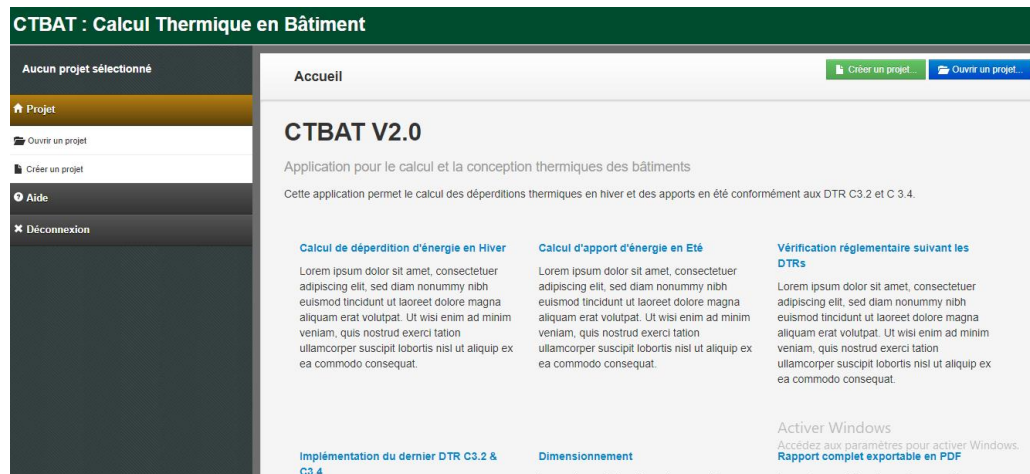 CTBAT : Calcul Thermique en Bâtiment
Aucun projet sélectionné
Projet
Ouvrir un projet
Créer un projet
Aide
Déconnexion
Accueil
Créer un projet...
Ouvrir un projet...
CTBAT V2.0
Application pour le calcul et la conception thermiques des bâtiments
Cette application permet le calcul des déperditions thermiques en hiver et des apports en été conformément aux DTR C3.2 et C 3.4.
Calcul de déperdition d'énergie en Hiver
Lorem ipsum dolor sit amet, consectetuer
adipiscing elit, sed diam nonummy nibh
euismod tincidunt ut laoreet dolore magna
aliquam erat volutpat. Ut wisi enim ad minim
veniam, quis nostrud exerci tation
ullamcorper suscipit lobortis nisl ut aliquip ex
ea commodo consequat.
Calcul d'apport d'énergie en Eté
Lorem ipsum dolor sit amet, consectetuer
adipiscing elit, sed diam nonummy nibh
euismod tincidunt ut laoreet dolore magna
aliquam erat volutpat. Ut wisi enim ad minim
veniam, quis nostrud exerci tation
ullamcorper suscipit lobortis nisl ut aliquip ex
ea commodo consequat.
Vérification réglementaire suivant les
DTRs
Lorem ipsum dolor sit amet, consectetuer
adipiscing elit, sed diam nonummy nibh
euismod tincidunt ut laoreet dolore magna
aliquam erat volutpat. Ut wisi enim ad minim
veniam, quis nostrud exerci tation
ullamcorper suscipit lobortis nisl ut aliquip ex
ea commodo consequat.
Implémentation du dernier DTR C3.2 &
C3.4
Dimensionnement
Activer Windows
Accédez aux paramètres pour activer Windows.
Rapport complet exportable en PDF